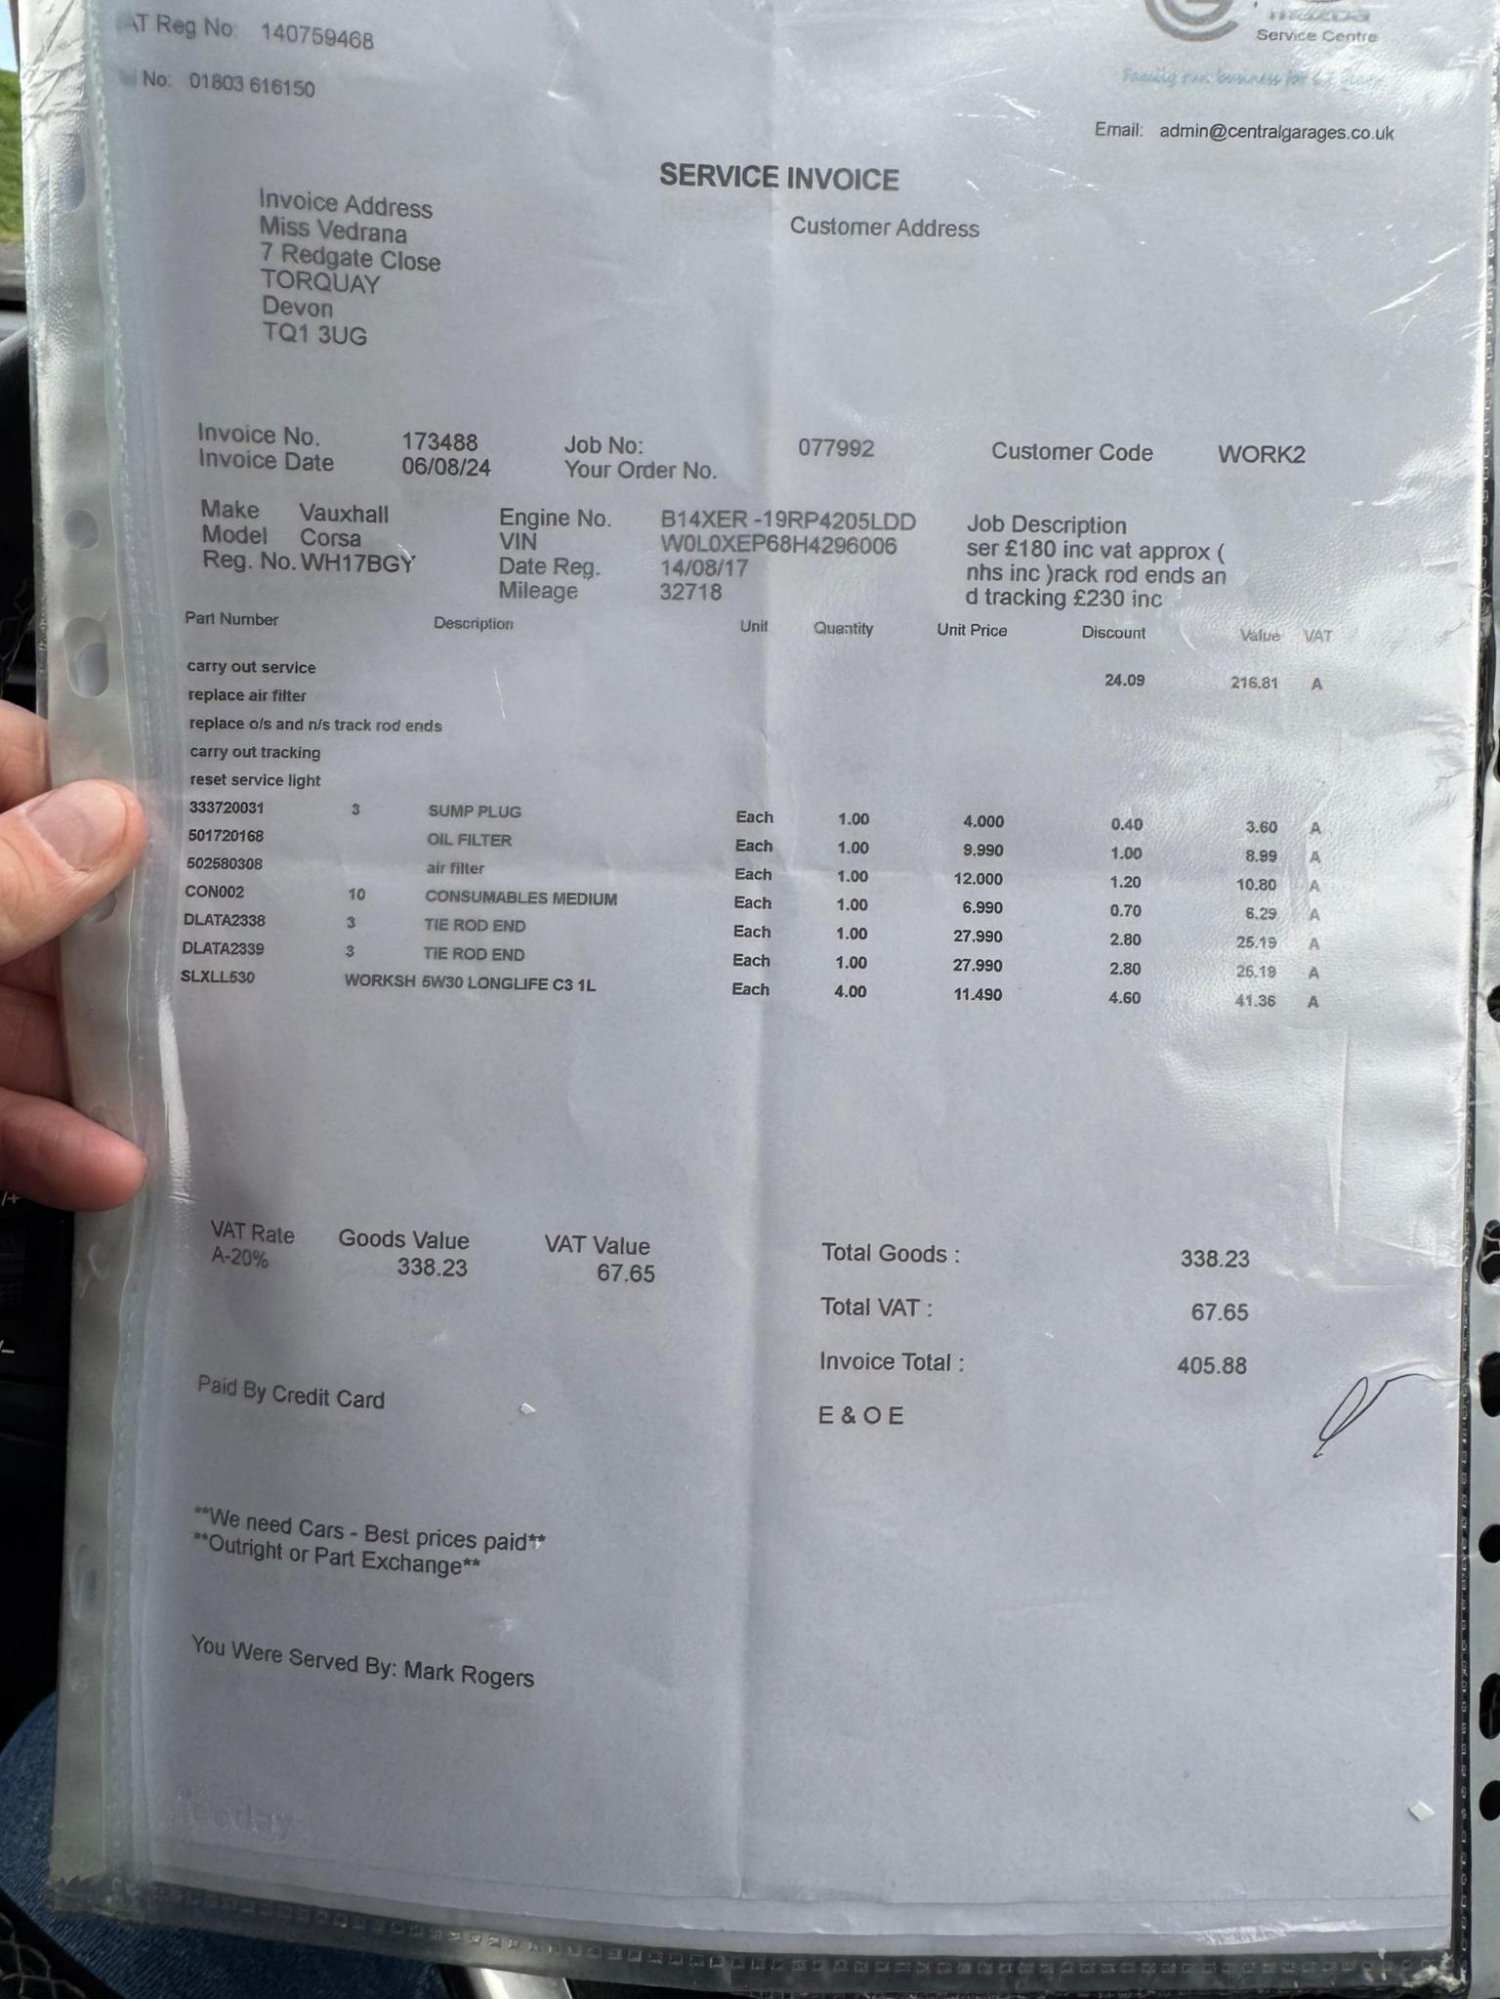 AT Reg No: 140759468
No: 01803 616150
Mazda
Service Centre
Family run business for
Email: admin@centralgarages.co.uk
SERVICE INVOICE
Invoice Address
Miss Vedrana
7 Redgate Close
TORQUAY
Devon
TQ1 3UG
Customer Address
Invoice No. 173488 Job No: 077992 Customer Code WORK2
Invoice Date 06/08/24 Your Order No.
Make Vauxhall Engine No. B14XER -19RP4205LDD Job Description
Model Corsa VIN W0L0XEP68H4296006 ser £180 inc vat approx (
Reg. No. WH17BGY Date Reg. 14/08/17 nhs inc )rack rod ends an
Mileage 32718 d tracking £230 inc
Part Number Description Unit Quantity Unit Price Discount Value VAT
carry out service 24.09 216.81 A
replace air filter
replace o/s and n/s track rod ends
carry out tracking
reset service light
333720031 3 SUMP PLUG Each 1.00 4.000 0.40 3.60 A
501720168 OIL FILTER Each 1.00 9.990 1.00 8.99 A
502580308 air filter Each 1.00 12.000 1.20 10.80 A
CON002 10 CONSUMABLES MEDIUM Each 1.00 6.990 0.70 6.29 A
DLATA2338 3 TIE ROD END Each 1.00 27.990 2.80 25.19 A
DLATA2339 3 TIE ROD END Each 1.00 27.990 2.80 25.19 A
SLXLL530 WORKSH 5W30 LONGLIFE C3 1L Each 4.00 11.490 4.60 41.36 A
VAT Rate Goods Value VAT Value
A-20% 338.23 67.65
Total Goods : 338.23
Total VAT : 67.65
Invoice Total : 405.88
E & O E
Paid By Credit Card
**We need Cars - Best prices paid**
**Outright or Part Exchange**
You Were Served By: Mark Rogers